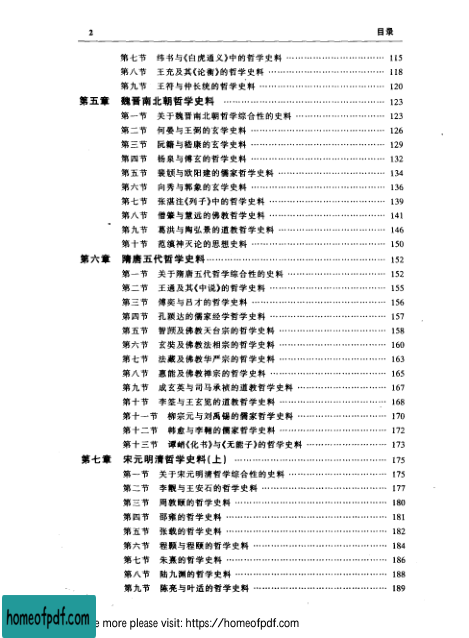 2 目录
第七节 纬书与《白虎通义》中的哲学史料 115
第八节 王充及其《论衡》的哲学史料 118
第九节 王符与仲长统的哲学史料 120
第五章 魏晋南北朝哲学史料 123
第一节 关于魏晋南北朝哲学综合性的史料 123
第二节 何晏与王弼的玄学史料 126
第三节 阮籍与嵇康的玄学史料 129
第四节 杨泉与傅玄的哲学史料 132
第五节 裴頠与欧阳建的儒家哲学史料 134
第六节 向秀与郭象的玄学史料 136
第七节 张湛注《列子》中的哲学史料 139
第八节 僧肇与慧远的佛教哲学史料 141
第九节 葛洪与陶弘景的道教哲学史料 146
第十节 范缜神灭论的思想史料 150
第六章 隋唐五代哲学史料 152
第一节 关于隋唐五代哲学综合性的史料 152
第二节 王通及其《中说》的哲学史料 155
第三节 傅奕与吕才的哲学史料 156
第四节 孔颖达的儒家经学哲学史料 157
第五节 智顗及佛教天台宗的哲学史料 158
第六节 玄奘及佛教法相宗的哲学史料 160
第七节 法藏及佛教华严宗的哲学史料 163
第八节 惠能及佛教禅宗的哲学史料 165
第九节 成玄英与司马承祯的道教哲学史料 167
第十节 李筌与王玄览的道教哲学史料 168
第十一节 柳宗元与刘禹锡的儒家哲学史料 170
第十二节 韩愈与李翱的儒家哲学史料 172
第十三节 谭峭《化书》与《无能子》的哲学史料 173
第七章 宋元明清哲学史料(上) 175
第一节 关于宋元明清哲学综合性的史料 175
第二节 李觏与王安石的哲学史料 177
第三节 周敦颐的哲学史料 180
第四节 邵雍的哲学史料 181
第五节 张载的哲学史料 182
第六节 程颢与程颐的哲学史料 184
第七节 朱熹的哲学史料 186
第八节 陆九渊的哲学史料 188
第九节 陈亮与叶适的哲学史料 189
homeofpdf.com
e more please visit: https://homeofpdf.com